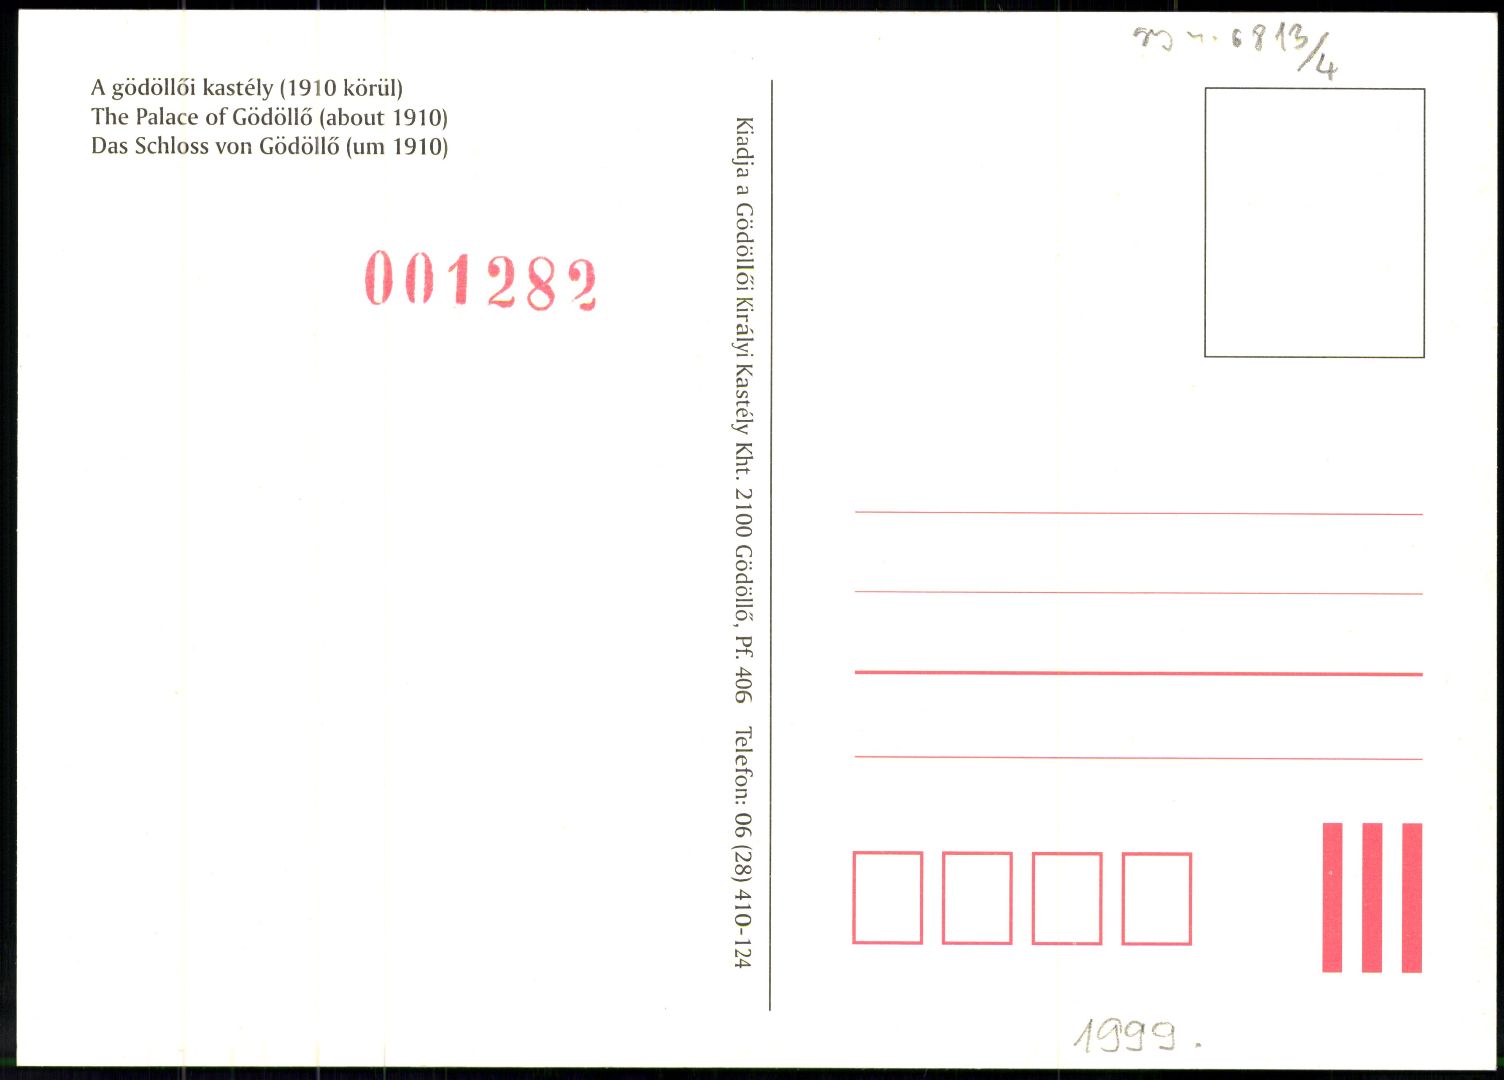 A gödöllői kastély (1910 körül)
The Palace of Gödöllő (about 1910)
Das Schloss von Gödöllő (um 1910)
001282
Kiadja a Gödöllői Királyi Kastély Kht. 2100 Gödöllő, Pf. 406 Telefon: 06 (28) 410-124
6813/4
1999.